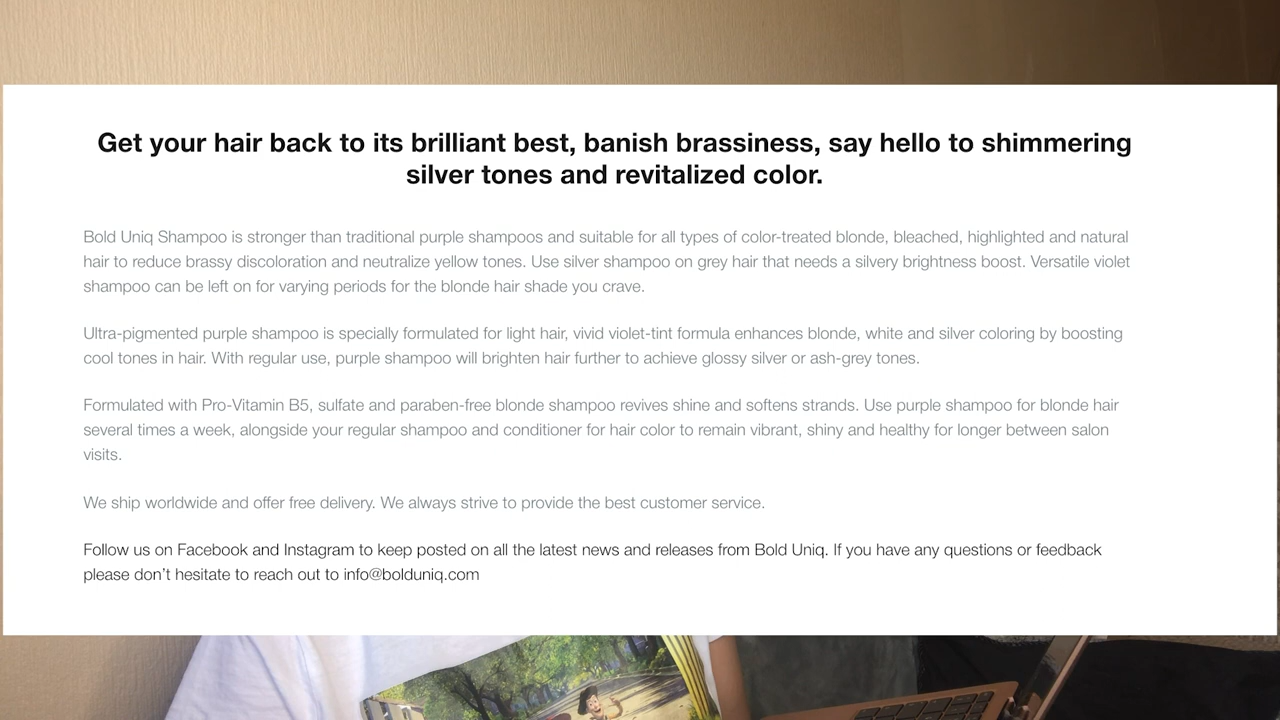 Get your hair back to its brilliant best, banish brassiness, say hello to shimmering
silver tones and revitalized color.
Bold Uniq Shampoo is stronger than traditional purple shampoos and suitable for all types of color-treated blonde, bleached, highlighted and natural
hair to reduce brassy discoloration and neutralize yellow tones. Use silver shampoo on grey hair that needs a silvery brightness boost. Versatile violet
shampoo can be left on for varying periods for the blonde hair shade you crave.
Ultra-pigmented purple shampoo is specially formulated for light hair, vivid violet-tint formula enhances blonde, white and silver coloring by boosting
cool tones in hair. With regular use, purple shampoo will brighten hair further to achieve glossy silver or ash-grey tones.
Formulated with Pro-Vitamin B5, sulfate and paraben-free blonde shampoo revives shine and softens strands. Use purple shampoo for blonde hair
several times a week, alongside your regular shampoo and conditioner for hair color to remain vibrant, shiny and healthy for longer between salon
visits.
We ship worldwide and offer free delivery. We always strive to provide the best customer service.
Follow us on Facebook and Instagram to keep posted on all the latest news and releases from Bold Uniq. If you have any questions or feedback
please don’t hesitate to reach out to info@bolduniq.com